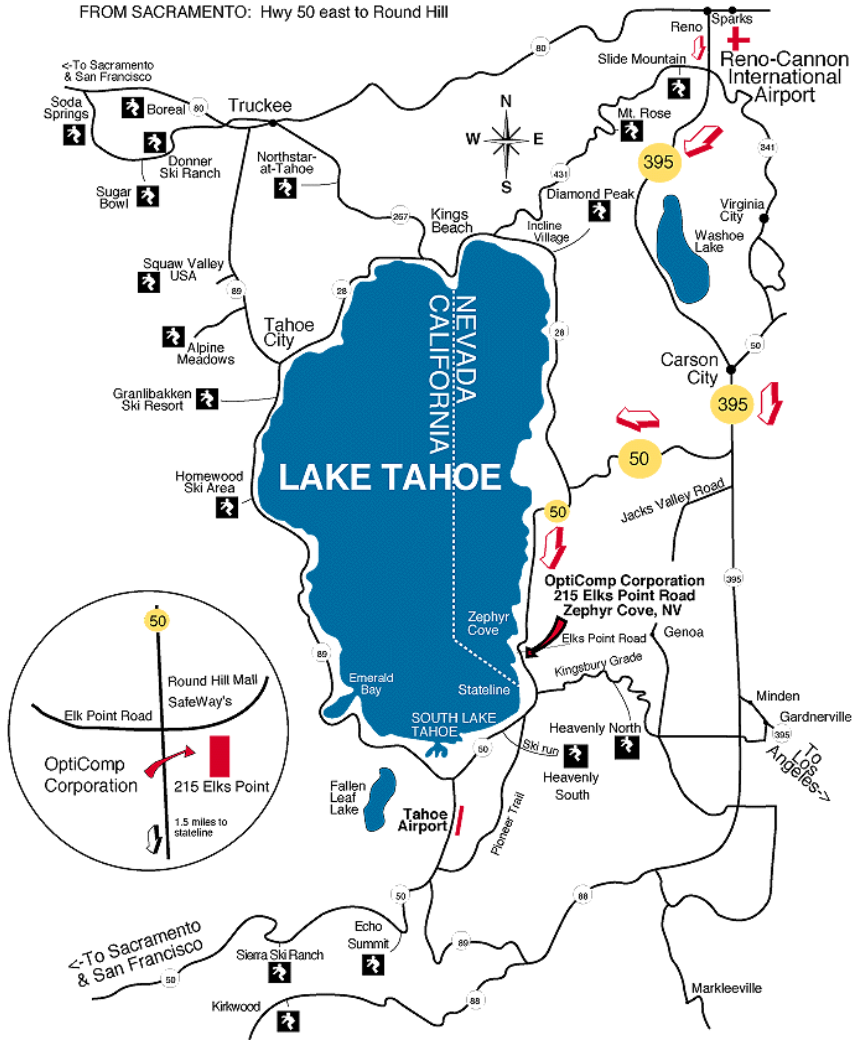 FROM SACRAMENTO: Hwy 50 east to Round Hill
Reno
Sparks
80
<-To Sacramento
& San Francisco
Slide Mountain
Reno-Cannon
International
Airport
Soda
Springs
Boreal
80
Truckee
Mt. Rose
N
W
E
S
Donner
Ski Ranch
Northstar-
at-Tahoe
395
341
431
Sugar
Bowl
Diamond Peak
Virginia
City
267
Kings
Beach
Incline
Village
Washoe
Lake
Squaw Valley
USA
89
28
NEVADA
CALIFORNIA
Tahoe
City
28
50
Alpine
Meadows
Carson
City
Granlibakken
Ski Resort
395
50
LAKE TAHOE
Homewood
Ski Area
Jacks Valley Road
50
395
OptiComp Corporation
215 Elks Point Road
Zephyr Cove, NV
Zephyr
Cove
Elks Point Road
Genoa
50
89
Kingsbury Grade
Round Hill Mall
SafeWay's
Emerald
Bay
Stateline
Minden
Elk Point Road
Gardnerville
SOUTH LAKE
TAHOE
Heavenly North
395
50
Ski run
To
Los
Angeles->
OptiComp
Corporation
215 Elks Point
Heavenly
South
Fallen
Leaf
Lake
Tahoe
Airport
Pioneer Trail
1.5 miles to
stateline
50
88
<-To Sacramento
& San Francisco
50
Echo
Summit
89
Sierra Ski Ranch
Markleeville
Kirkwood
88